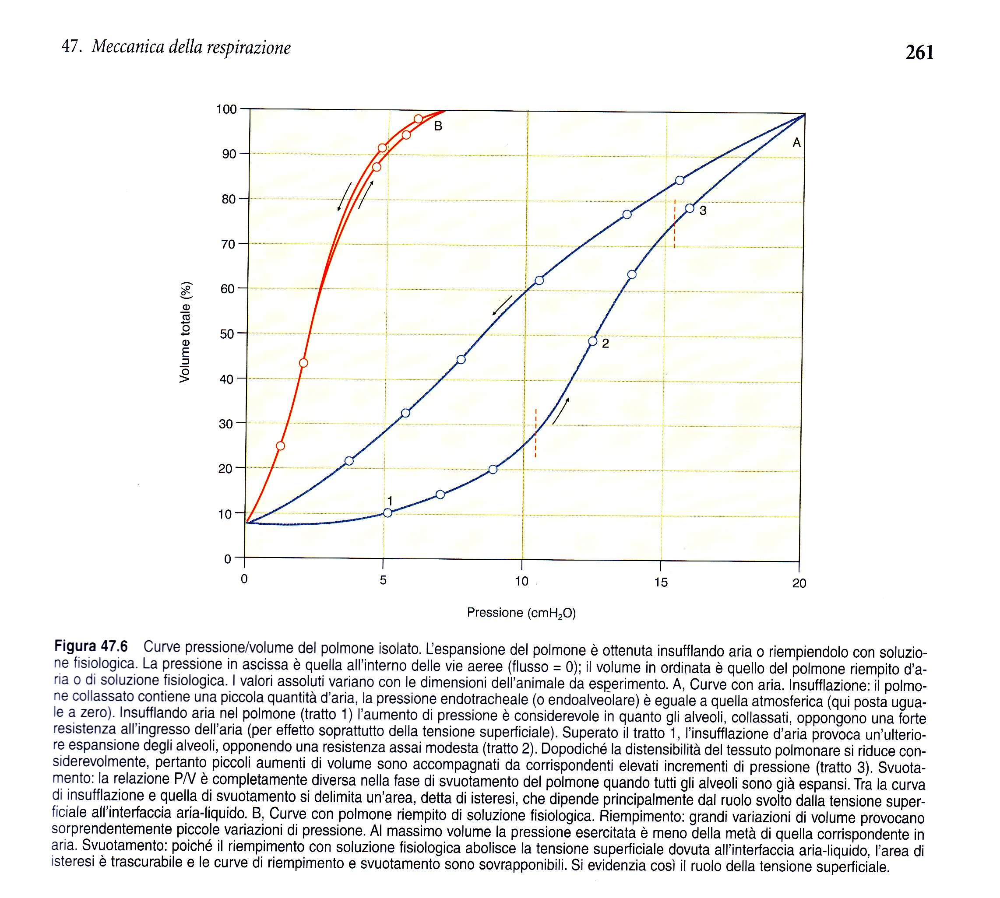 47. Meccanica della respirazione
261
100
90
80
70
60
50
40
30
20
10
0
Volume totale (%)
B
A
3
2
1
0
5
10
15
20
Pressione (cmH₂O)
Figura 47.6 Curve pressione/volume del polmone isolato. L'espansione del polmone è ottenuta insufflando aria o riempiendolo con soluzio-
ne fisiologica. La pressione in ascissa è quella all'interno delle vie aeree (flusso = 0); il volume in ordinata è quello del polmone riempito d'a-
ria o di soluzione fisiologica. I valori assoluti variano con le dimensioni dell'animale da esperimento. A, Curve con aria. Insufflazione: il polmo-
ne collassato contiene una piccola quantità d'aria, la pressione endotracheale (o endoalveolare) è eguale a quella atmosferica (qui posta ugua-
le a zero). Insufflando aria nel polmone (tratto 1) l'aumento di pressione è considerevole in quanto gli alveoli, collassati, oppongono una forte
resistenza all'ingresso dell'aria (per effetto soprattutto della tensione superficiale). Superato il tratto 1, l'insufflazione d'aria provoca un'ulterio-
re espansione degli alveoli, opponendo una resistenza assai modesta (tratto 2). Dopodiché la distensibilità del tessuto polmonare si riduce con-
siderevolmente, pertanto piccoli aumenti di volume sono accompagnati da corrispondenti elevati incrementi di pressione (tratto 3). Svuota-
mento: la relazione P/V è completamente diversa nella fase di svuotamento del polmone quando tutti gli alveoli sono già espansi. Tra la curva
di insufflazione e quella di svuotamento si delimita un'area, detta di isteresi, che dipende principalmente dal ruolo svolto dalla tensione super-
ficiale all'interfaccia aria-liquido. B, Curve con polmone riempito di soluzione fisiologica. Riempimento: grandi variazioni di volume provocano
sorprendentemente piccole variazioni di pressione. Al massimo volume la pressione esercitata è meno della metà di quella corrispondente in
aria. Svuotamento: poiché il riempimento con soluzione fisiologica abolisce la tensione superficiale dovuta all'interfaccia aria-liquido, l'area di
isteresi è trascurabile e le curve di riempimento e svuotamento sono sovrapponibili. Si evidenzia così il ruolo della tensione superficiale.